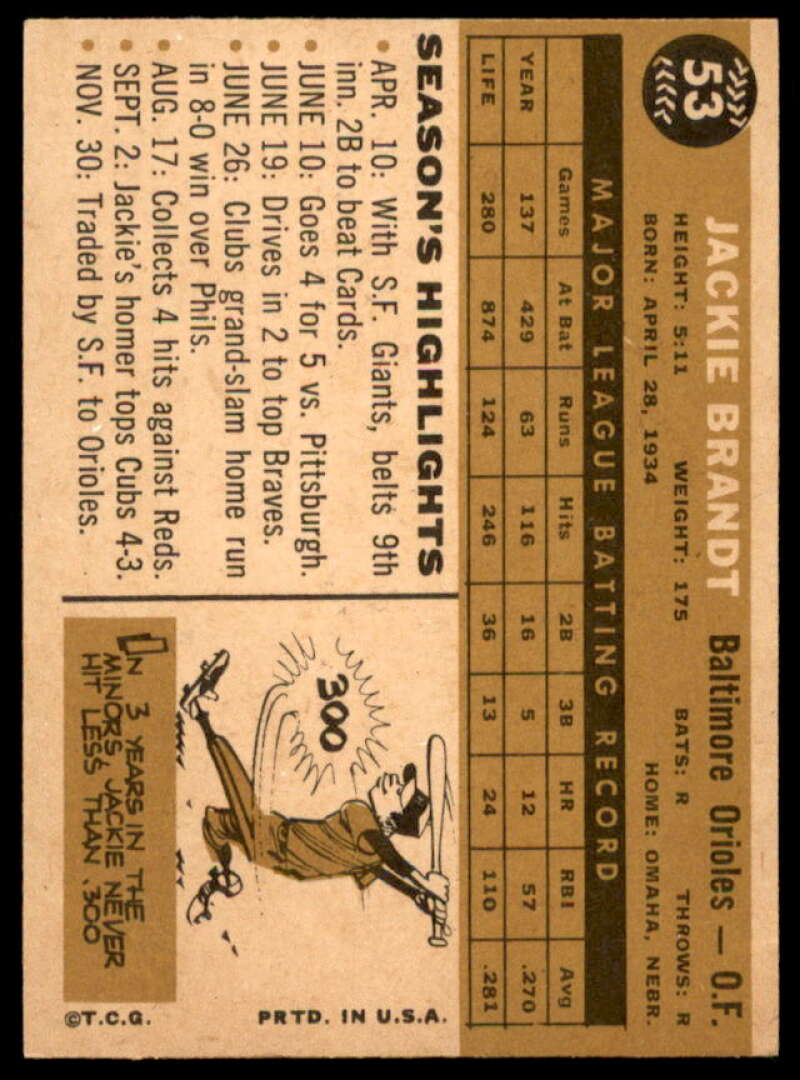 53
JACKIE BRANDT Baltimore Orioles — O.F.
HEIGHT: 5:11 WEIGHT: 175 BATS: R THROWS: R
BORN: APRIL 28, 1934 HOME: OMAHA, NEBR.
MAJOR LEAGUE BATTING RECORD
Games At Bat Runs Hits 2B 3B HR RBI Avg
YEAR 137 429 63 116 16 5 12 57 .270
LIFE 280 874 124 246 36 13 24 110 .281
SEASON'S HIGHLIGHTS
• APR. 10: With S.F. Giants, belts 9th
inn. 2B to beat Cards.
• JUNE 10: Goes 4 for 5 vs. Pittsburgh.
• JUNE 19: Drives in 2 to top Braves.
• JUNE 26: Clubs grand-slam home run
in 8-0 win over Phils.
• AUG. 17: Collects 4 hits against Reds.
• SEPT. 2: Jackie's homer tops Cubs 4-3.
• NOV. 30: Traded by S.F. to Orioles.
300
IN 3 YEARS IN THE
MINORS, JACKIE NEVER
HIT LESS THAN .300
©T.C.G. PRTD. IN U.S.A.